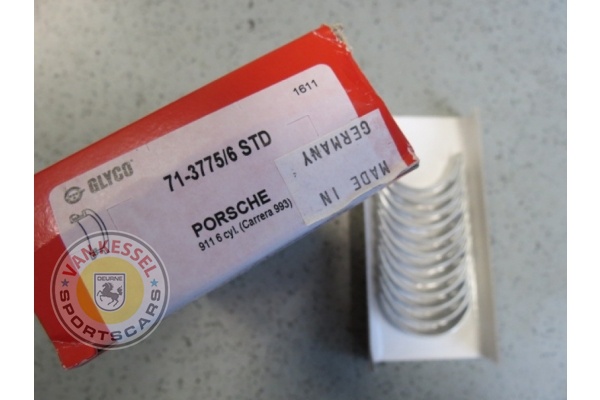 1611
GLYCO
71-3775/6 STD
PORSCHE
911 6 cyl. (Carrera 993)
MADE IN
GERMANY
VAN KESSEL
DEURNE
SPORTSCARS